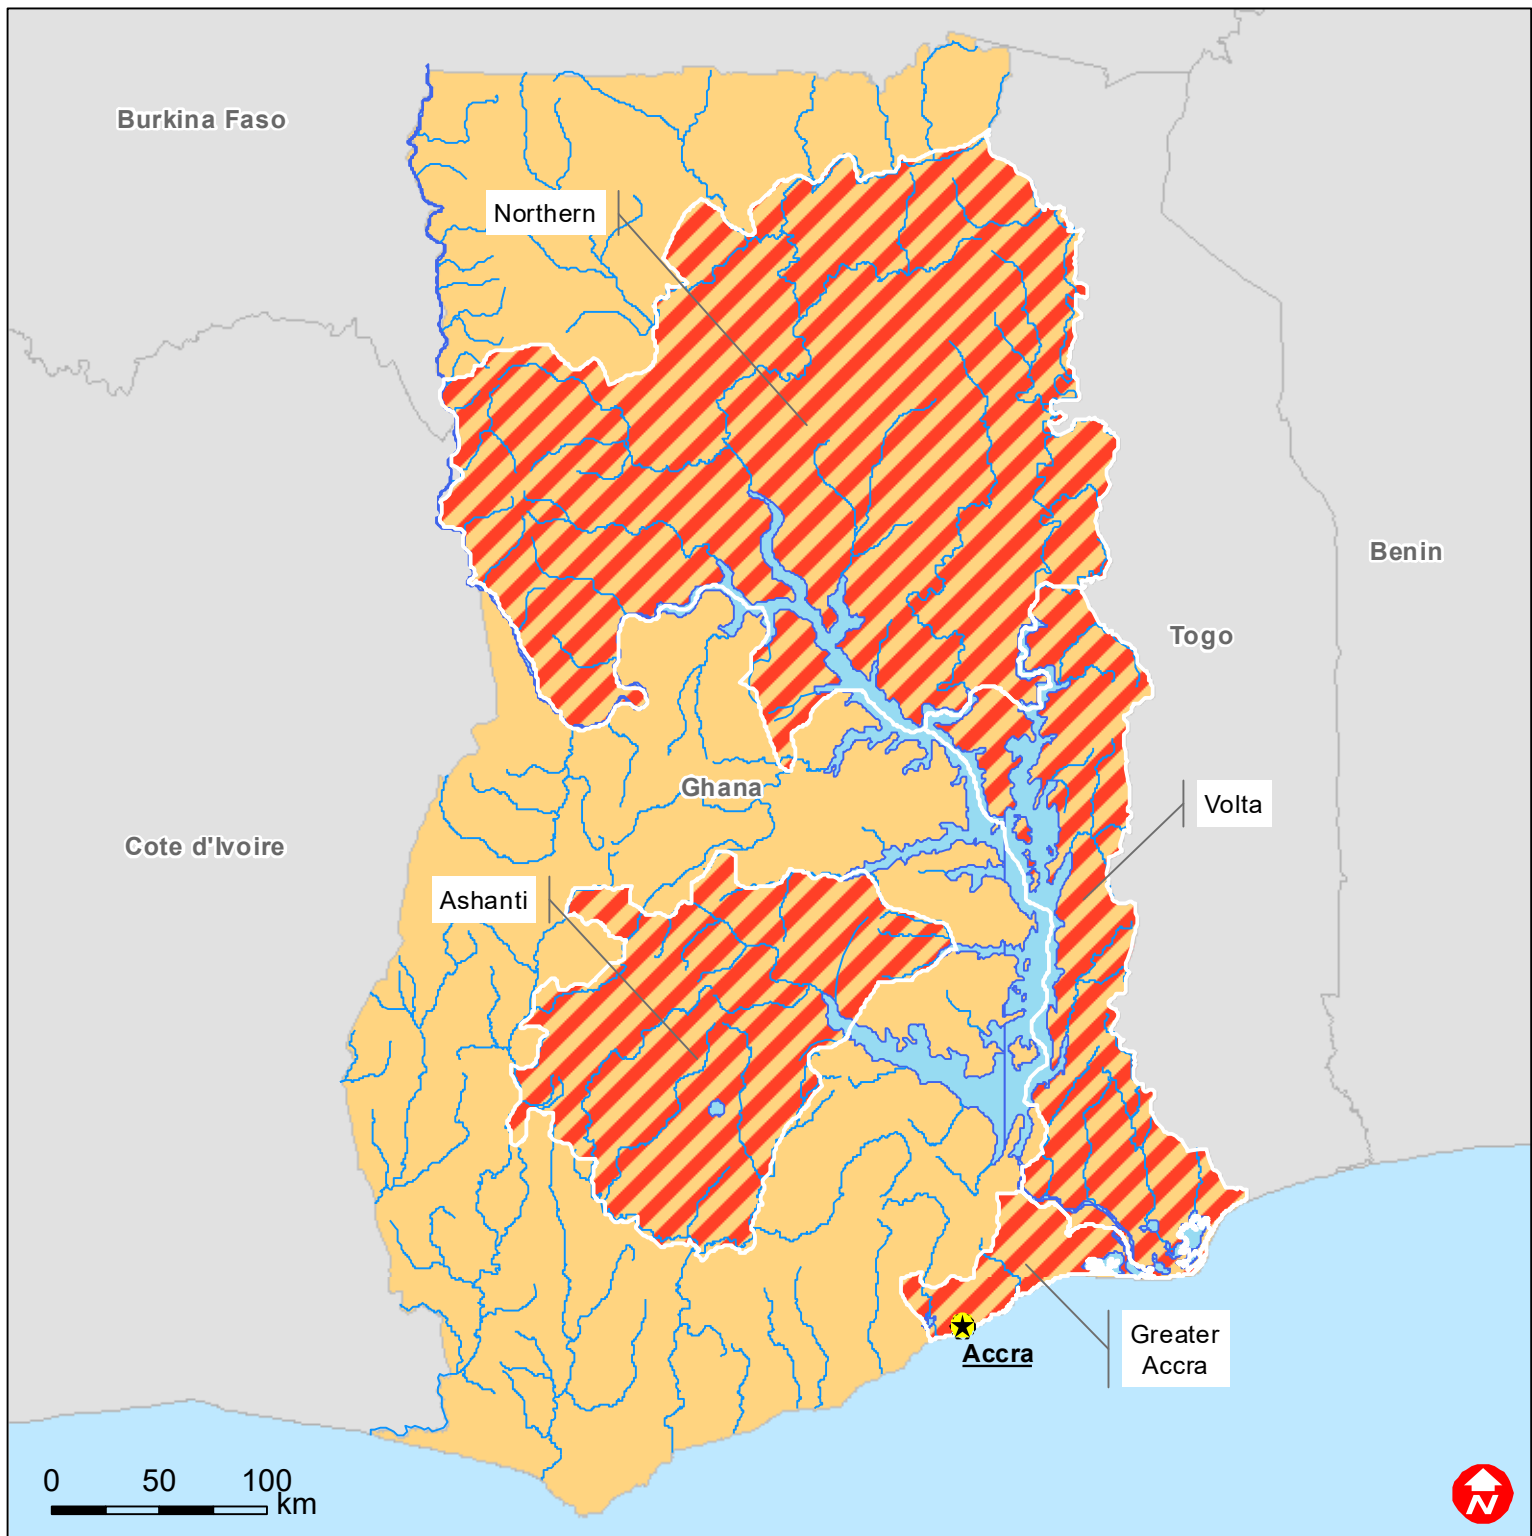 Burkina Faso
Northern
Benin
Togo
Ghana
Volta
Cote d'Ivoire
Ashanti
Greater
Accra
Accra
0 50 100
km
N